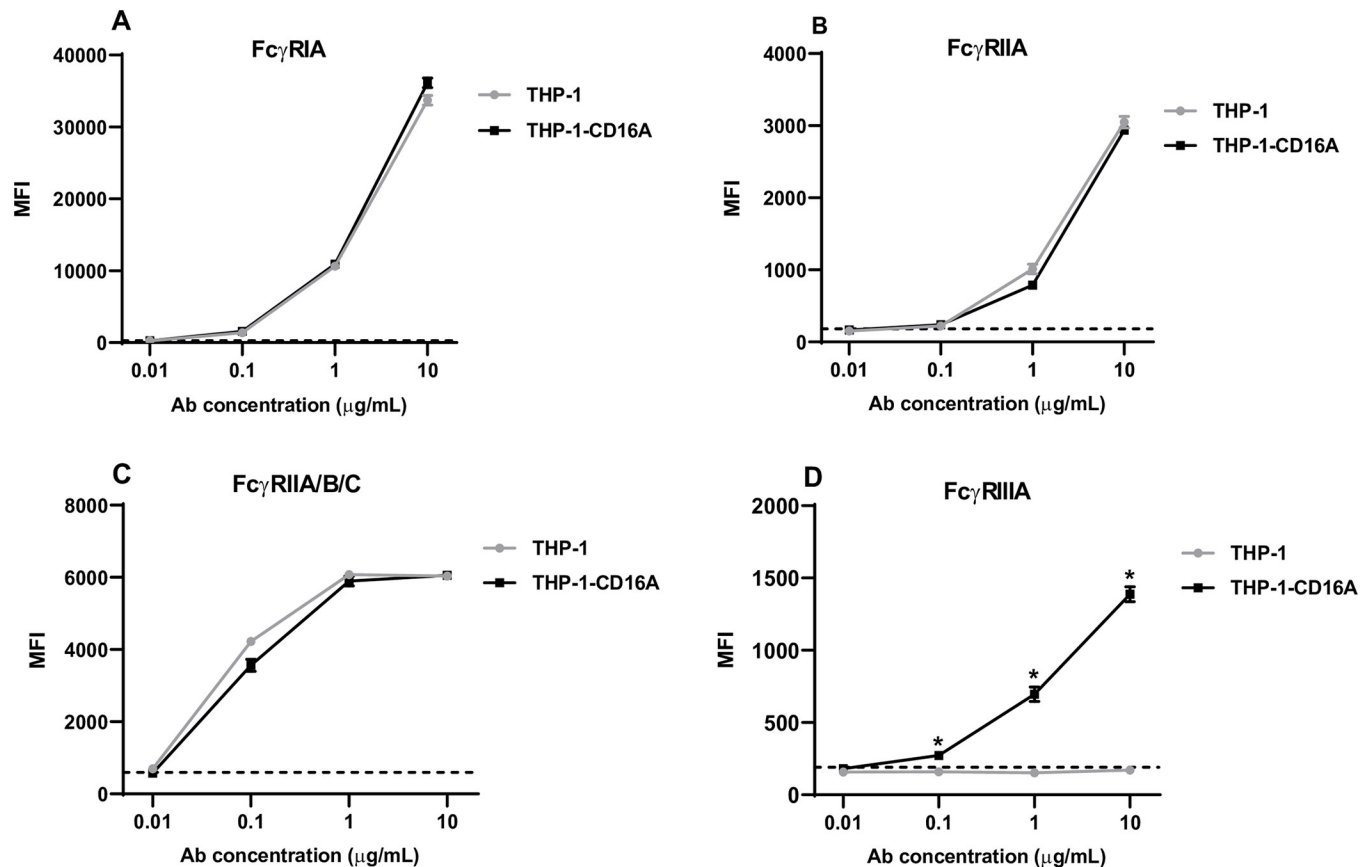 A
FcγRIA
40000
30000
20000
10000
0
MFI
0.01 0.1 1 10
Ab concentration (μg/mL)
THP-1
THP-1-CD16A
B
FcγRIIA
4000
3000
2000
1000
0
MFI
0.01 0.1 1 10
Ab concentration (μg/mL)
THP-1
THP-1-CD16A
C
FcγRIIA/B/C
8000
6000
4000
2000
0
MFI
0.01 0.1 1 10
Ab concentration (μg/mL)
THP-1
THP-1-CD16A
D
FcγRIIIA
2000
1500
1000
500
0
MFI
* * *
0.01 0.1 1 10
Ab concentration (μg/mL)
THP-1
THP-1-CD16A